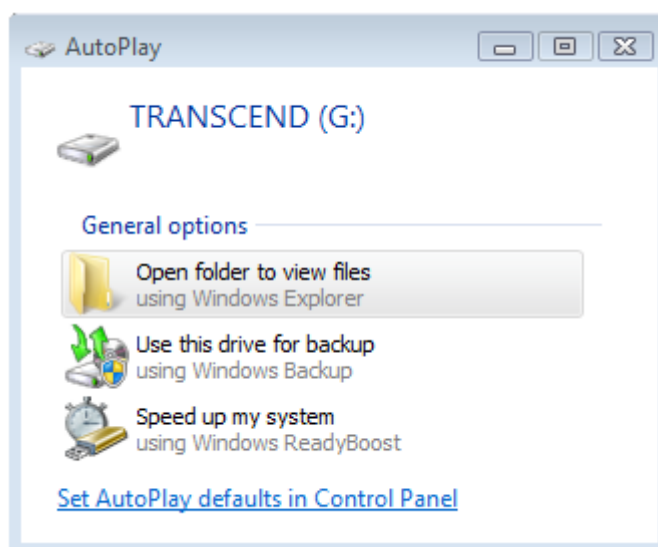 AutoPlay
TRANSCEND (G:)
General options
Open folder to view files
using Windows Explorer
Use this drive for backup
using Windows Backup
Speed up my system
using Windows ReadyBoost
Set AutoPlay defaults in Control Panel